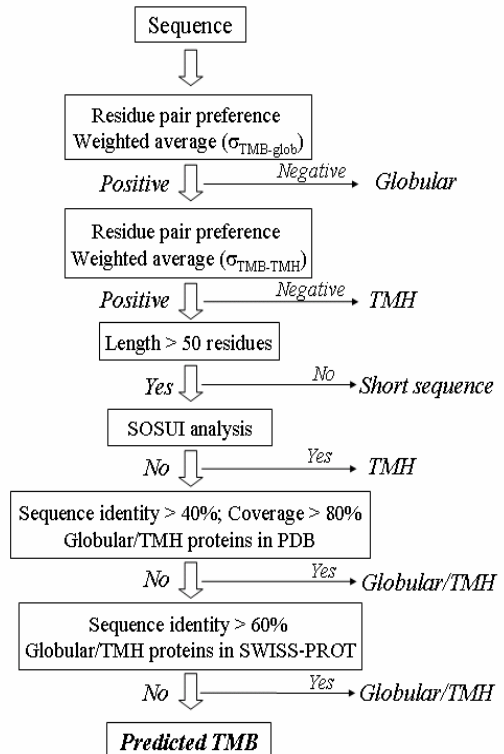 Sequence
Residue pair preference
Weighted average (σTMB-glob)
Positive
Negative
Globular
Residue pair preference
Weighted average (σTMB-TMH)
Positive
Negative
TMH
Length > 50 residues
Yes
No
Short sequence
SOSUI analysis
No
Yes
TMH
Sequence identity > 40%; Coverage > 80%
Globular/TMH proteins in PDB
No
Yes
Globular/TMH
Sequence identity > 60%
Globular/TMH proteins in SWISS-PROT
No
Yes
Globular/TMH
Predicted TMB